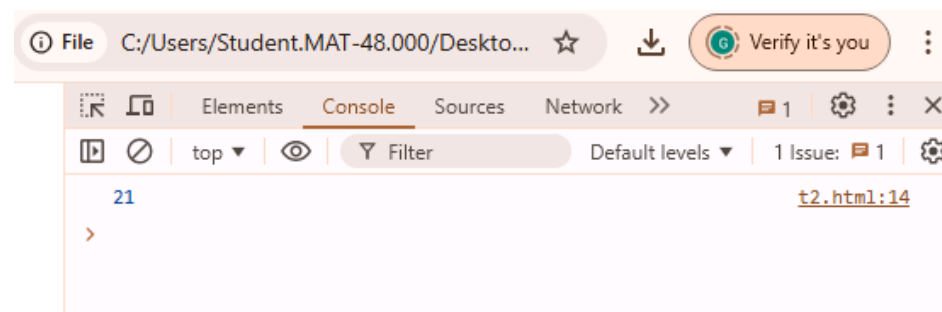 File C:/Users/Student.MAT-48.000/Deskto... G Verify it's you
Elements Console Sources Network 1
top Filter Default levels 1 Issue: 1
21 t2.html:14